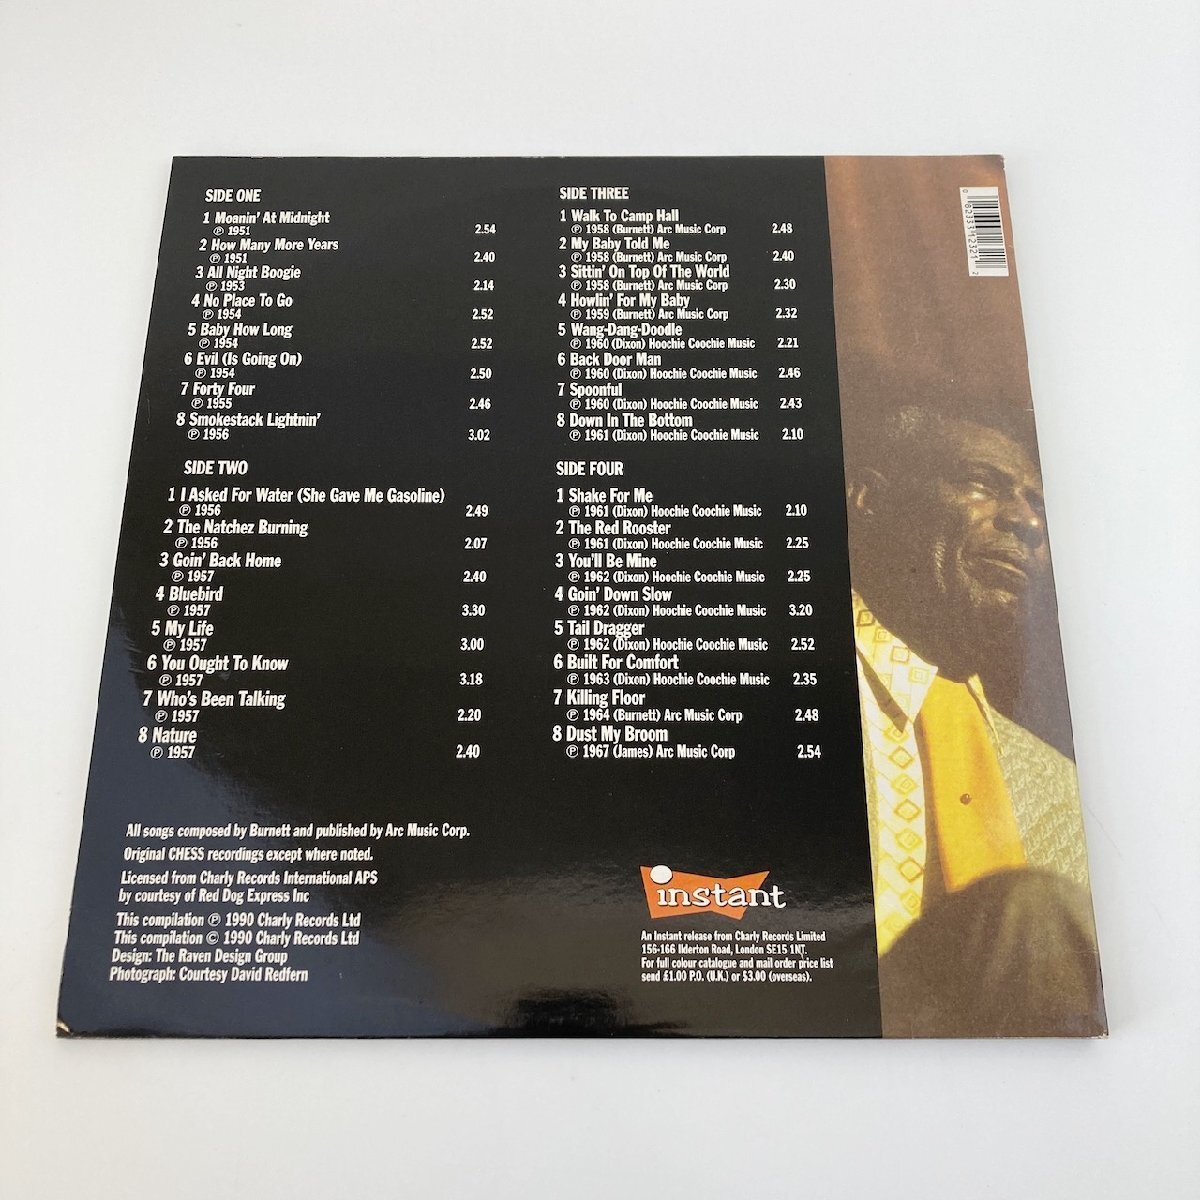 SIDE ONE
1 Moanin' At Midnight
℗ 1951 2.54
2 How Many More Years
℗ 1951 2.40
3 All Night Boogie
℗ 1953 2.14
4 No Place To Go
℗ 1954 2.52
5 Baby How Long
℗ 1954 2.52
6 Evil (Is Going On)
℗ 1954 2.50
7 Forty Four
℗ 1955 2.46
8 Smokestack Lightnin'
℗ 1956 3.02
SIDE TWO
1 I Asked For Water (She Gave Me Gasoline)
℗ 1956 2.49
2 The Natchez Burning
℗ 1956 2.07
3 Goin' Back Home
℗ 1957 2.40
4 Bluebird
℗ 1957 3.30
5 My Life
℗ 1957 3.00
6 You Ought To Know
℗ 1957 3.18
7 Who's Been Talking
℗ 1957 2.20
8 Nature
℗ 1957 2.40
All songs composed by Burnett and published by Arc Music Corp.
Original CHESS recordings except where noted.
Licensed from Charly Records International APS
by courtesy of Red Dog Express Inc
This compilation ℗ 1990 Charly Records Ltd
This compilation © 1990 Charly Records Ltd
Design: The Raven Design Group
Photograph: Courtesy David Redfern
SIDE THREE
1 Walk To Camp Hall
℗ 1958 (Burnett) Arc Music Corp 2.48
2 My Baby Told Me
℗ 1958 (Burnett) Arc Music Corp 2.40
3 Sittin' On Top Of The World
℗ 1958 (Burnett) Arc Music Corp 2.30
4 Howlin' For My Baby
℗ 1959 (Burnett) Arc Music Corp 2.32
5 Wang-Dang-Doodle
℗ 1960 (Dixon) Hoochie Coochie Music 2.21
6 Back Door Man
℗ 1960 (Dixon) Hoochie Coochie Music 2.46
7 Spoonful
℗ 1960 (Dixon) Hoochie Coochie Music 2.43
8 Down In The Bottom
℗ 1961 (Dixon) Hoochie Coochie Music 2.10
SIDE FOUR
1 Shake For Me
℗ 1961 (Dixon) Hoochie Coochie Music 2.10
2 The Red Rooster
℗ 1961 (Dixon) Hoochie Coochie Music 2.25
3 You'll Be Mine
℗ 1962 (Dixon) Hoochie Coochie Music 2.25
4 Goin' Down Slow
℗ 1962 (Dixon) Hoochie Coochie Music 3.20
5 Tail Dragger
℗ 1962 (Dixon) Hoochie Coochie Music 2.52
6 Built For Comfort
℗ 1963 (Dixon) Hoochie Coochie Music 2.35
7 Killing Floor
℗ 1964 (Burnett) Arc Music Corp 2.48
8 Dust My Broom
℗ 1967 (James) Arc Music Corp 2.54
instant
An Instant release from Charly Records Limited
156-166 Ilderton Road, London SE15 1NT.
For full colour catalogue and mail order price list
send £1.00 P.O. (U.K.) or $3.00 (overseas).
0 82333 12321 2